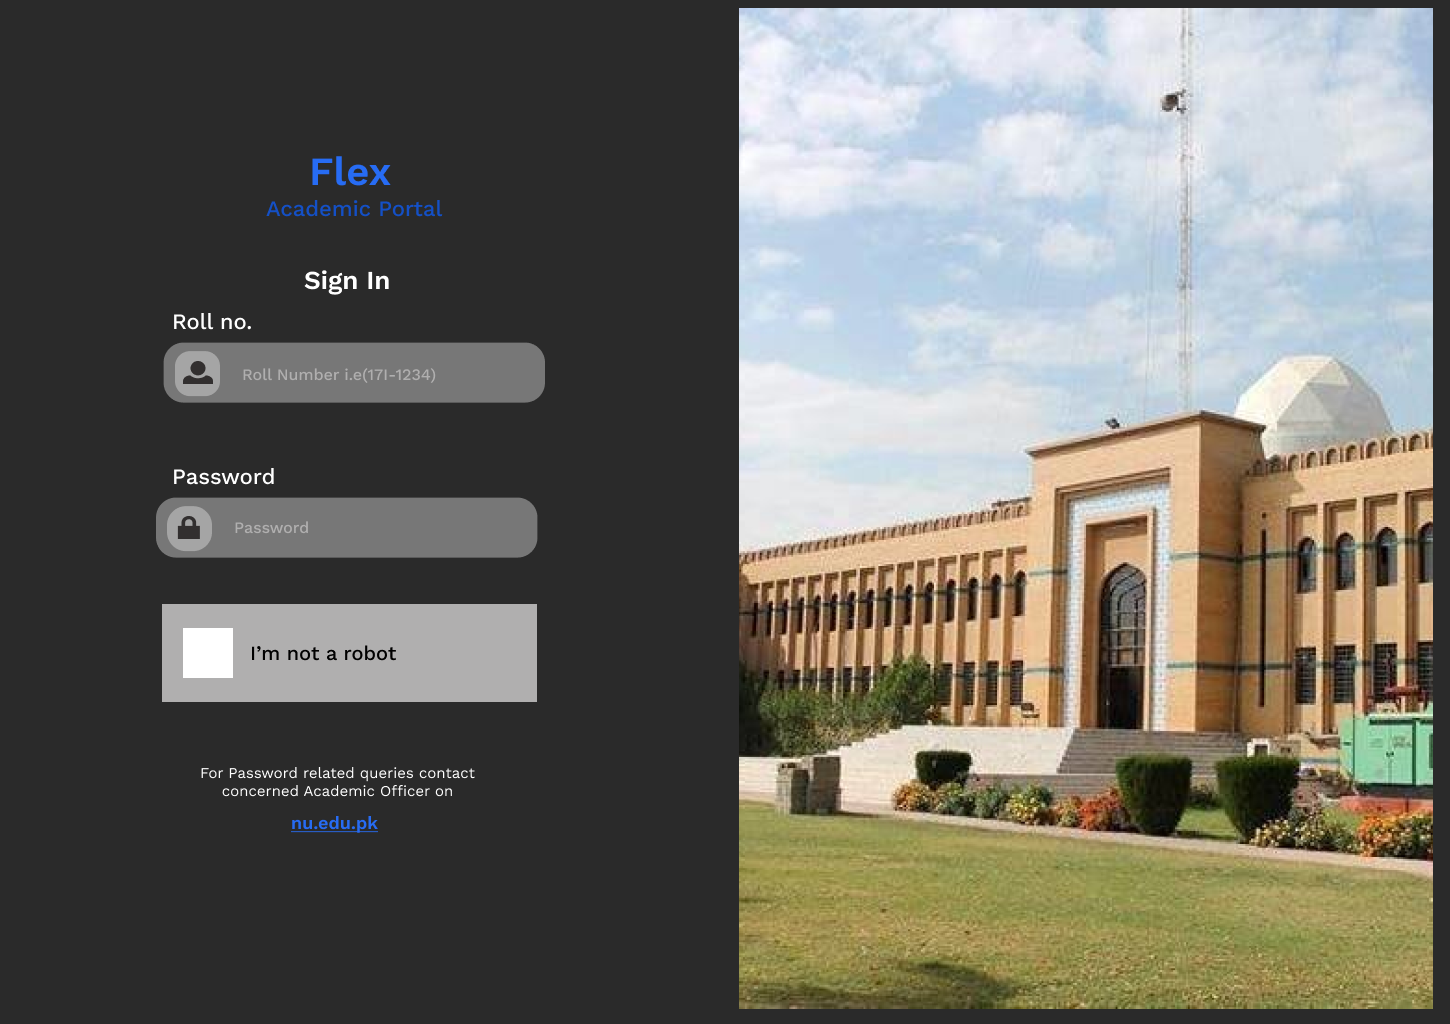 Flex
Academic Portal
Sign In
Roll no.
Roll Number i.e(17I-1234)
Password
Password
I’m not a robot
For Password related queries contact
concerned Academic Officer on
nu.edu.pk